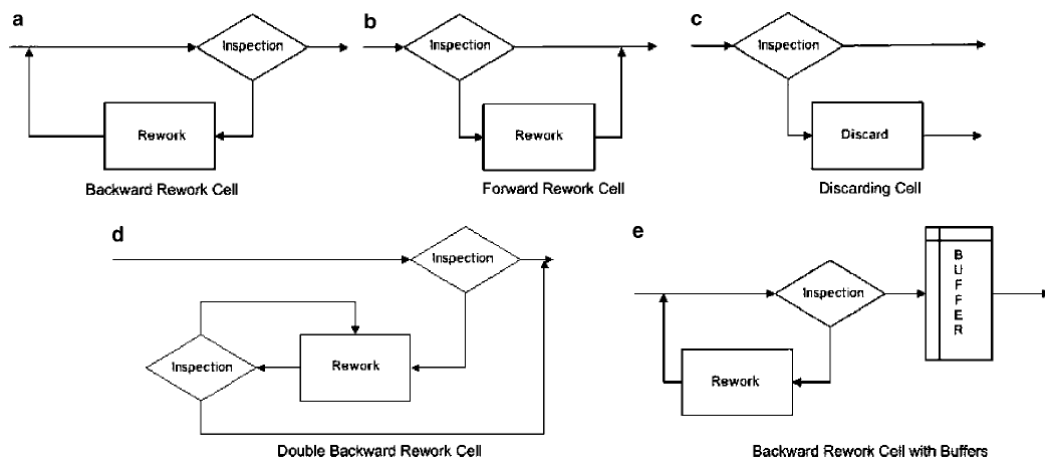 a
Inspection
Rework
Backward Rework Cell
b
Inspection
Rework
Forward Rework Cell
c
Inspection
Discard
Discarding Cell
d
Inspection
Inspection
Rework
Double Backward Rework Cell
e
Inspection
BUFFER
Rework
Backward Rework Cell with Buffers